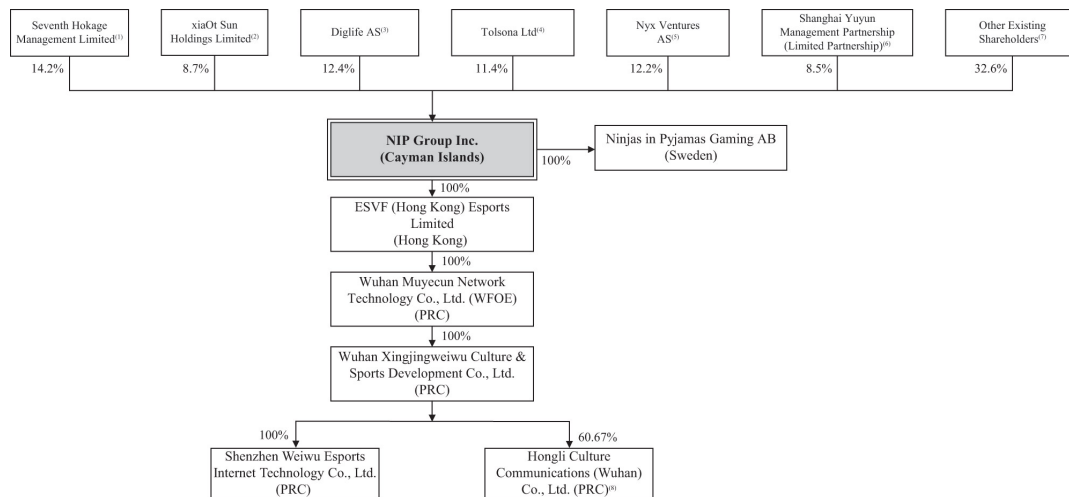 Seventh Hokage
Management Limited(1)
xiaOt Sun
Holdings Limited(2)
Diglife AS(3)
Tolsona Ltd(4)
Nyx Ventures
AS(5)
Shanghai Yuyun
Management Partnership
(Limited Partnership)(6)
Other Existing
Shareholders(7)
14.2%
8.7%
12.4%
11.4%
12.2%
8.5%
32.6%
NIP Group Inc.
(Cayman Islands)
100%
Ninjas in Pyjamas Gaming AB
(Sweden)
100%
ESVF (Hong Kong) Esports
Limited
(Hong Kong)
100%
Wuhan Muyecun Network
Technology Co., Ltd. (WFOE)
(PRC)
100%
Wuhan Xingjingweiwu Culture &
Sports Development Co., Ltd.
(PRC)
100%
60.67%
Shenzhen Weiwu Esports
Internet Technology Co., Ltd.
(PRC)
Hongli Culture
Communications (Wuhan)
Co., Ltd. (PRC)(8)